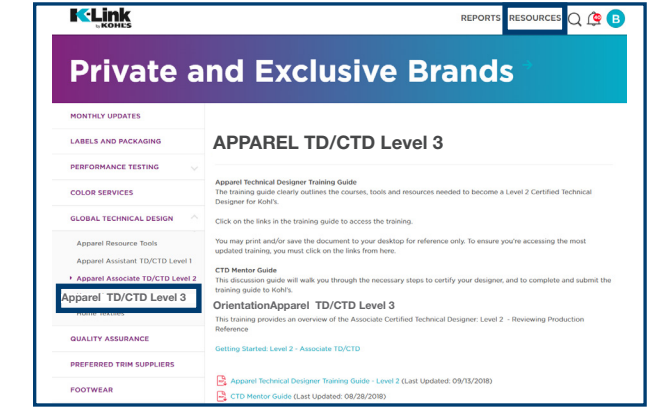 K-Link
by KOHL'S
REPORTS RESOURCES B
Private and Exclusive Brands
MONTHLY UPDATES
LABELS AND PACKAGING
PERFORMANCE TESTING
COLOR SERVICES
GLOBAL TECHNICAL DESIGN
Apparel Resource Tools
Apparel Assistant TD/CTD Level 1
Apparel Associate TD/CTD Level 2
Apparel TD/CTD Level 3
Home Textiles
QUALITY ASSURANCE
PREFERRED TRIM SUPPLIERS
FOOTWEAR
APPAREL TD/CTD Level 3
Apparel Technical Designer Training Guide
The training guide clearly outlines the courses, tools and resources needed to become a Level 2 Certified Technical
Designer for Kohl's.
Click on the links in the training guide to access the training.
You may print and/or save the document to your desktop for reference only. To ensure you're accessing the most
updated training, you must click on the links from here.
CTD Mentor Guide
This discussion guide will walk you through the necessary steps to certify your designer, and to complete and submit the
training guide to Kohl's.
OrientationApparel TD/CTD Level 3
This training provides an overview of the Associate Certified Technical Designer: Level 2 - Reviewing Production
Reference
Getting Started: Level 2 - Associate TD/CTD
Apparel Technical Designer Training Guide - Level 2 (Last Updated: 09/13/2018)
CTD Mentor Guide (Last Updated: 08/28/2018)